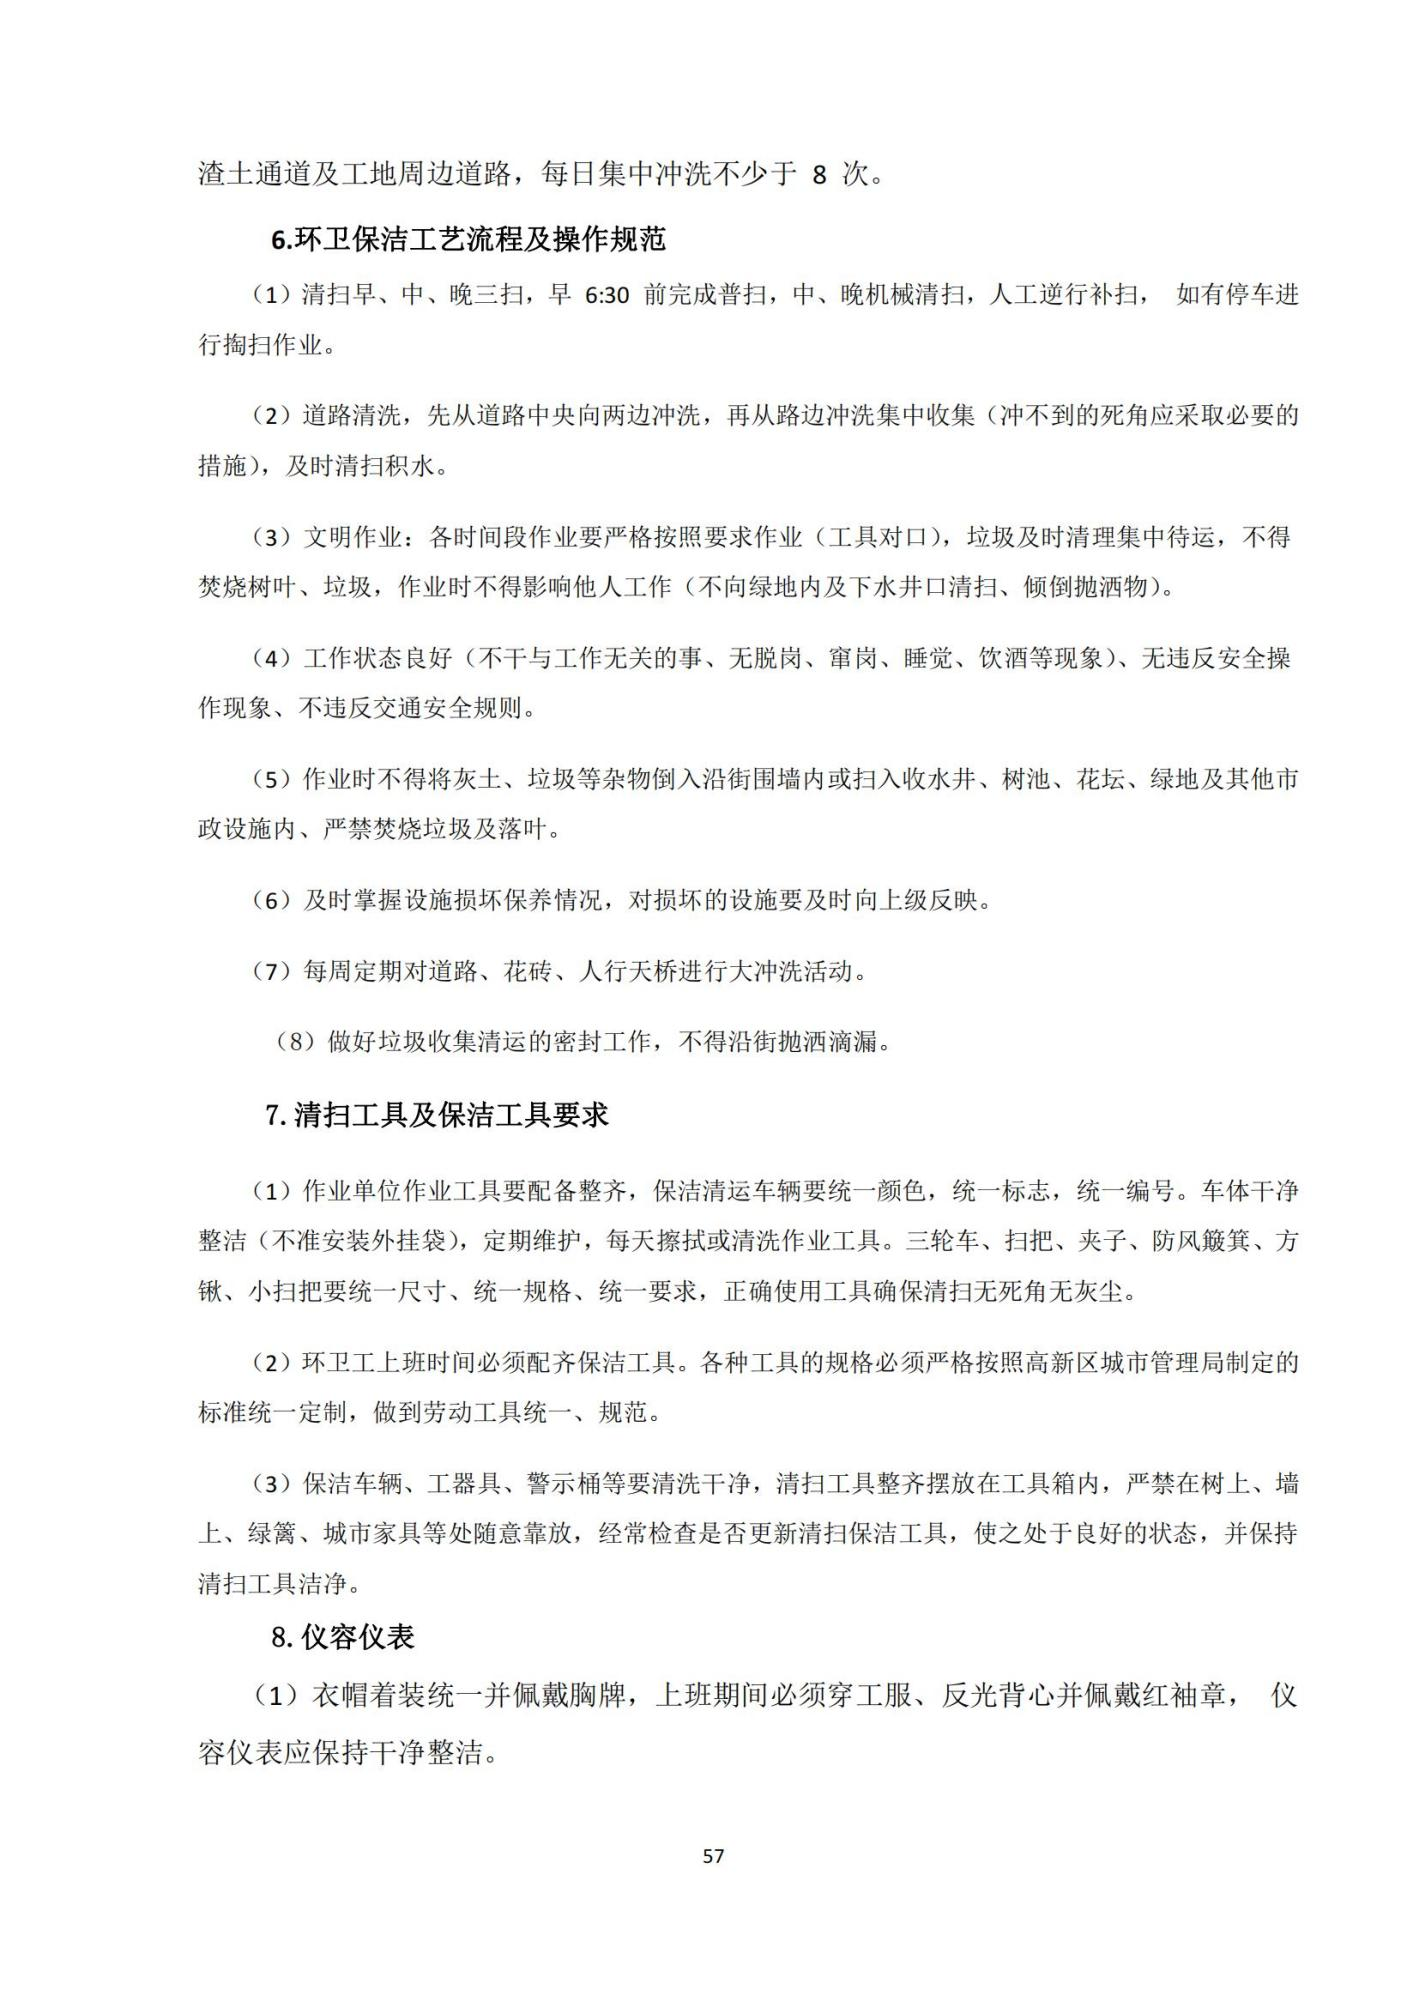 渣土通道及工地周边道路，每日集中冲洗不少于 8 次。
6.环卫保洁工艺流程及操作规范
（1）清扫早、中、晚三扫，早 6:30 前完成普扫，中、晚机械清扫，人工逆行补扫， 如有停车进
行掏扫作业。
（2）道路清洗，先从道路中央向两边冲洗，再从路边冲洗集中收集（冲不到的死角应采取必要的
措施），及时清扫积水。
（3）文明作业：各时间段作业要严格按照要求作业（工具对口），垃圾及时清理集中待运，不得
焚烧树叶、垃圾，作业时不得影响他人工作（不向绿地内及下水井口清扫、倾倒抛洒物）。
（4）工作状态良好（不干与工作无关的事、无脱岗、窜岗、睡觉、饮酒等现象）、无违反安全操
作现象、不违反交通安全规则。
（5）作业时不得将灰土、垃圾等杂物倒入沿街围墙内或扫入收水井、树池、花坛、绿地及其他市
政设施内、严禁焚烧垃圾及落叶。
（6）及时掌握设施损坏保养情况，对损坏的设施要及时向上级反映。
（7）每周定期对道路、花砖、人行天桥进行大冲洗活动。
（8）做好垃圾收集清运的密封工作，不得沿街抛洒滴漏。
7. 清扫工具及保洁工具要求
（1）作业单位作业工具要配备整齐，保洁清运车辆要统一颜色，统一标志，统一编号。车体干净
整洁（不准安装外挂袋），定期维护，每天擦拭或清洗作业工具。三轮车、扫把、夹子、防风簸箕、方
锹、小扫把要统一尺寸、统一规格、统一要求，正确使用工具确保清扫无死角无灰尘。
（2）环卫工上班时间必须配齐保洁工具。各种工具的规格必须严格按照高新区城市管理局制定的
标准统一定制，做到劳动工具统一、规范。
（3）保洁车辆、工器具、警示桶等要清洗干净，清扫工具整齐摆放在工具箱内，严禁在树上、墙
上、绿篱、城市家具等处随意靠放，经常检查是否更新清扫保洁工具，使之处于良好的状态，并保持
清扫工具洁净。
8. 仪容仪表
（1）衣帽着装统一并佩戴胸牌，上班期间必须穿工服、反光背心并佩戴红袖章， 仪
容仪表应保持干净整洁。
57